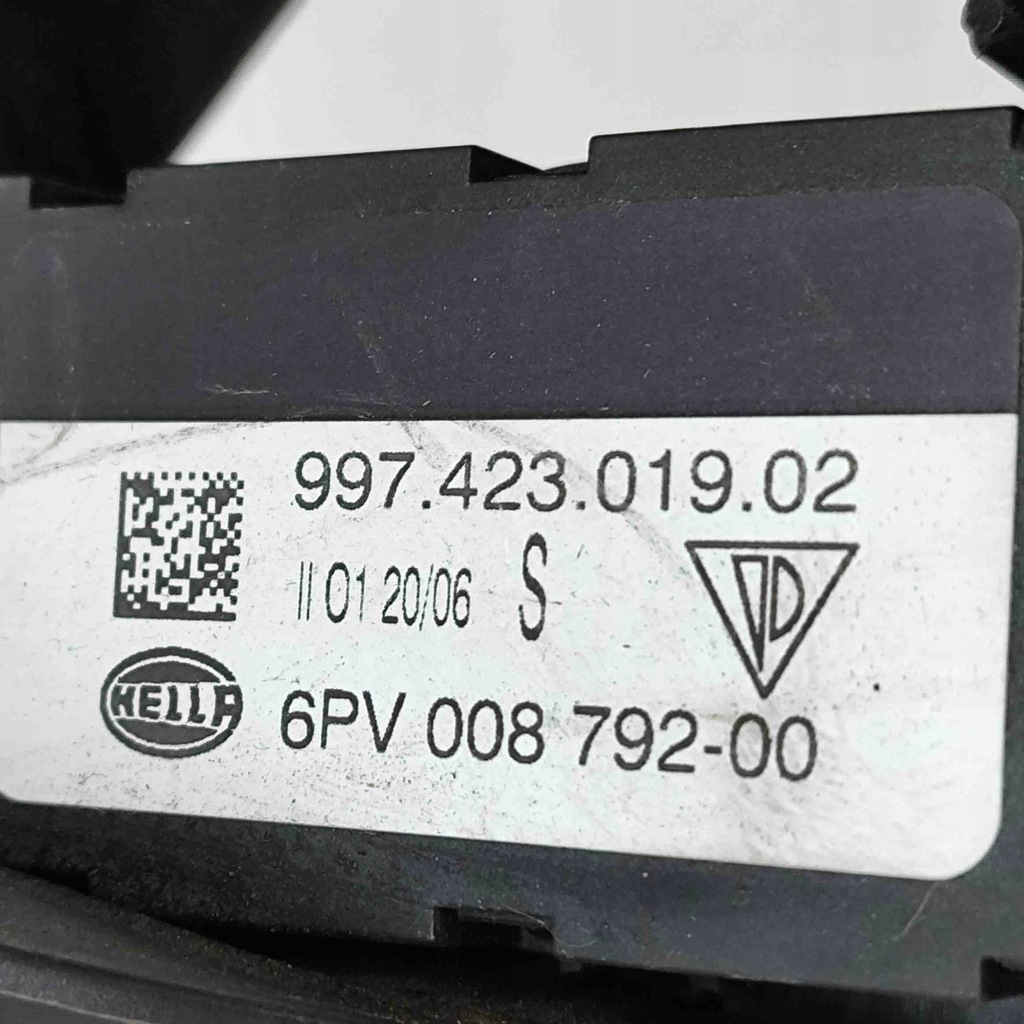 997.423.019.02
II 01 20/06 S
HELLA
6PV 008 792-00